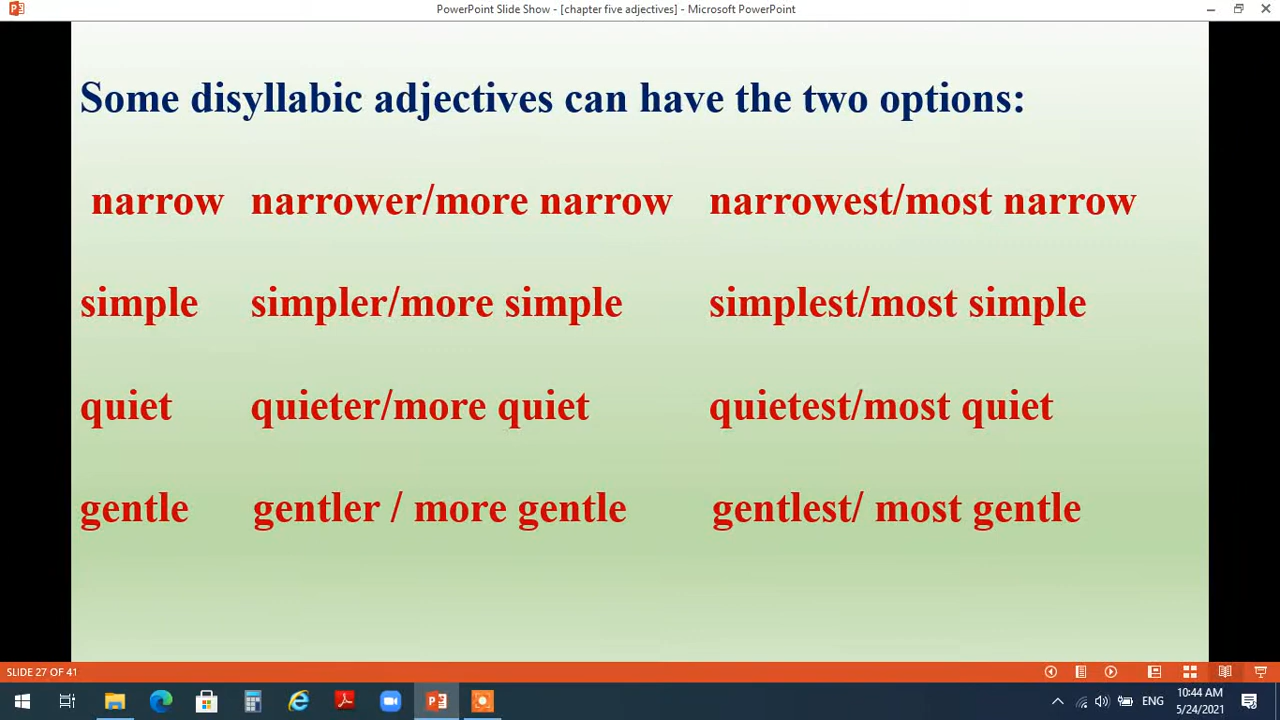 PowerPoint Slide Show - [chapter five adjectives] - Microsoft PowerPoint
Some disyllabic adjectives can have the two options:
narrow narrower/more narrow narrowest/most narrow
simple simpler/more simple simplest/most simple
quiet quieter/more quiet quietest/most quiet
gentle gentler / more gentle gentlest/ most gentle
SLIDE 27 OF 41
ENG
10:44 AM
5/24/2021